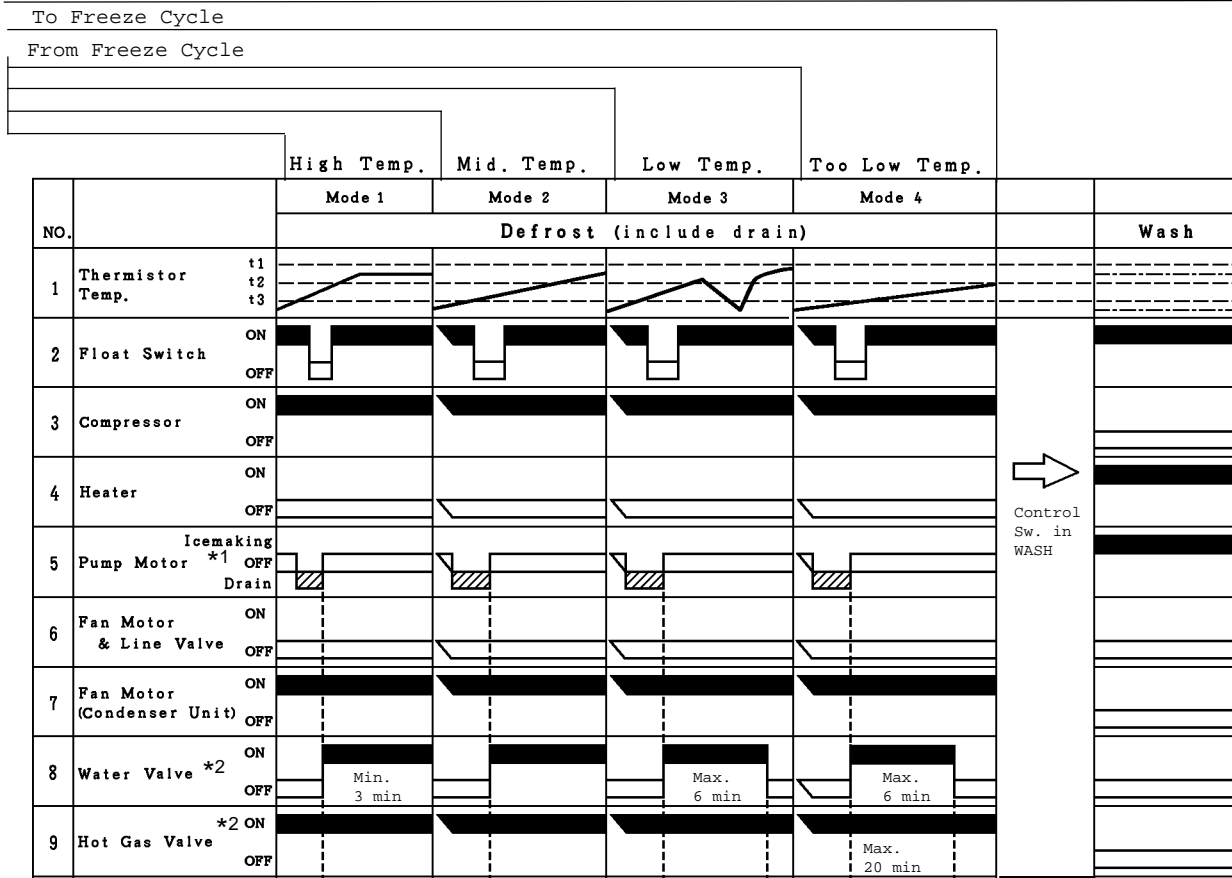 To Freeze Cycle
From Freeze Cycle
High Temp. Mid. Temp. Low Temp. Too Low Temp.
Mode 1 Mode 2 Mode 3 Mode 4
NO. Defrost (include drain) Wash
1 Thermistor Temp. t1 t2 t3
2 Float Switch ON OFF
3 Compressor ON OFF
4 Heater ON OFF
Control Sw. in WASH
5 Pump Motor *1 Icemaking OFF Drain
6 Fan Motor & Line Valve ON OFF
7 Fan Motor (Condenser Unit) ON OFF
8 Water Valve *2 ON OFF Min. 3 min Max. 6 min Max. 6 min
9 Hot Gas Valve *2 ON OFF Max. 20 min